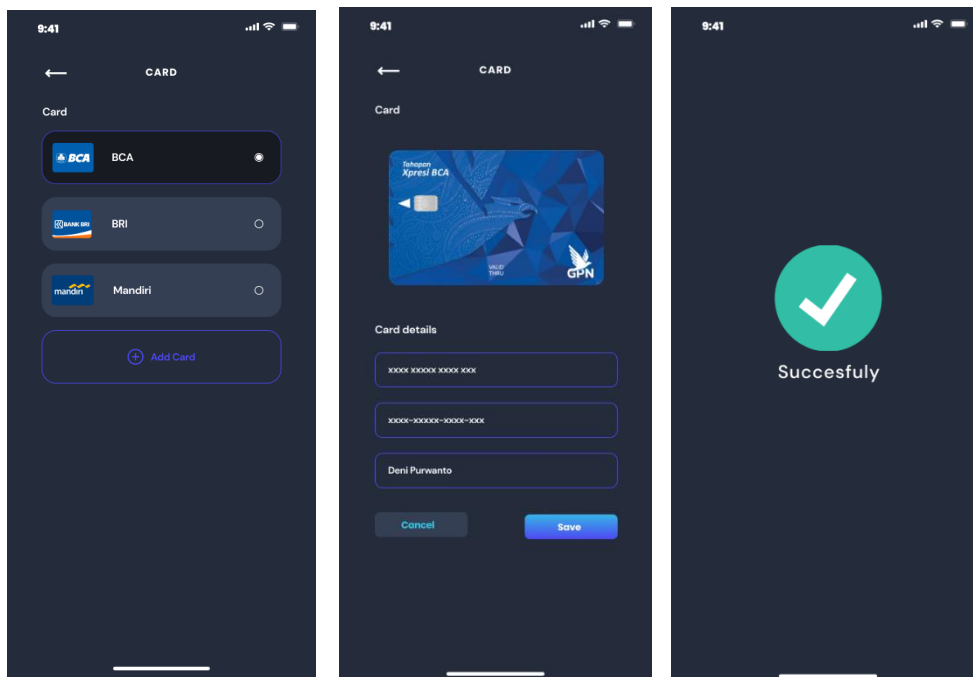 9:41
CARD
Card
BCA BCA
BANK BRI BRI
mandiri Mandiri
Add Card
9:41
CARD
Card
Tahapan
Xpresi BCA
VALID
THRU
GPN
Card details
xxxx xxxxx xxxx xxx
xxxx-xxxxx-xxxx-xxx
Deni Purwanto
Cancel Save
9:41
Succesfuly